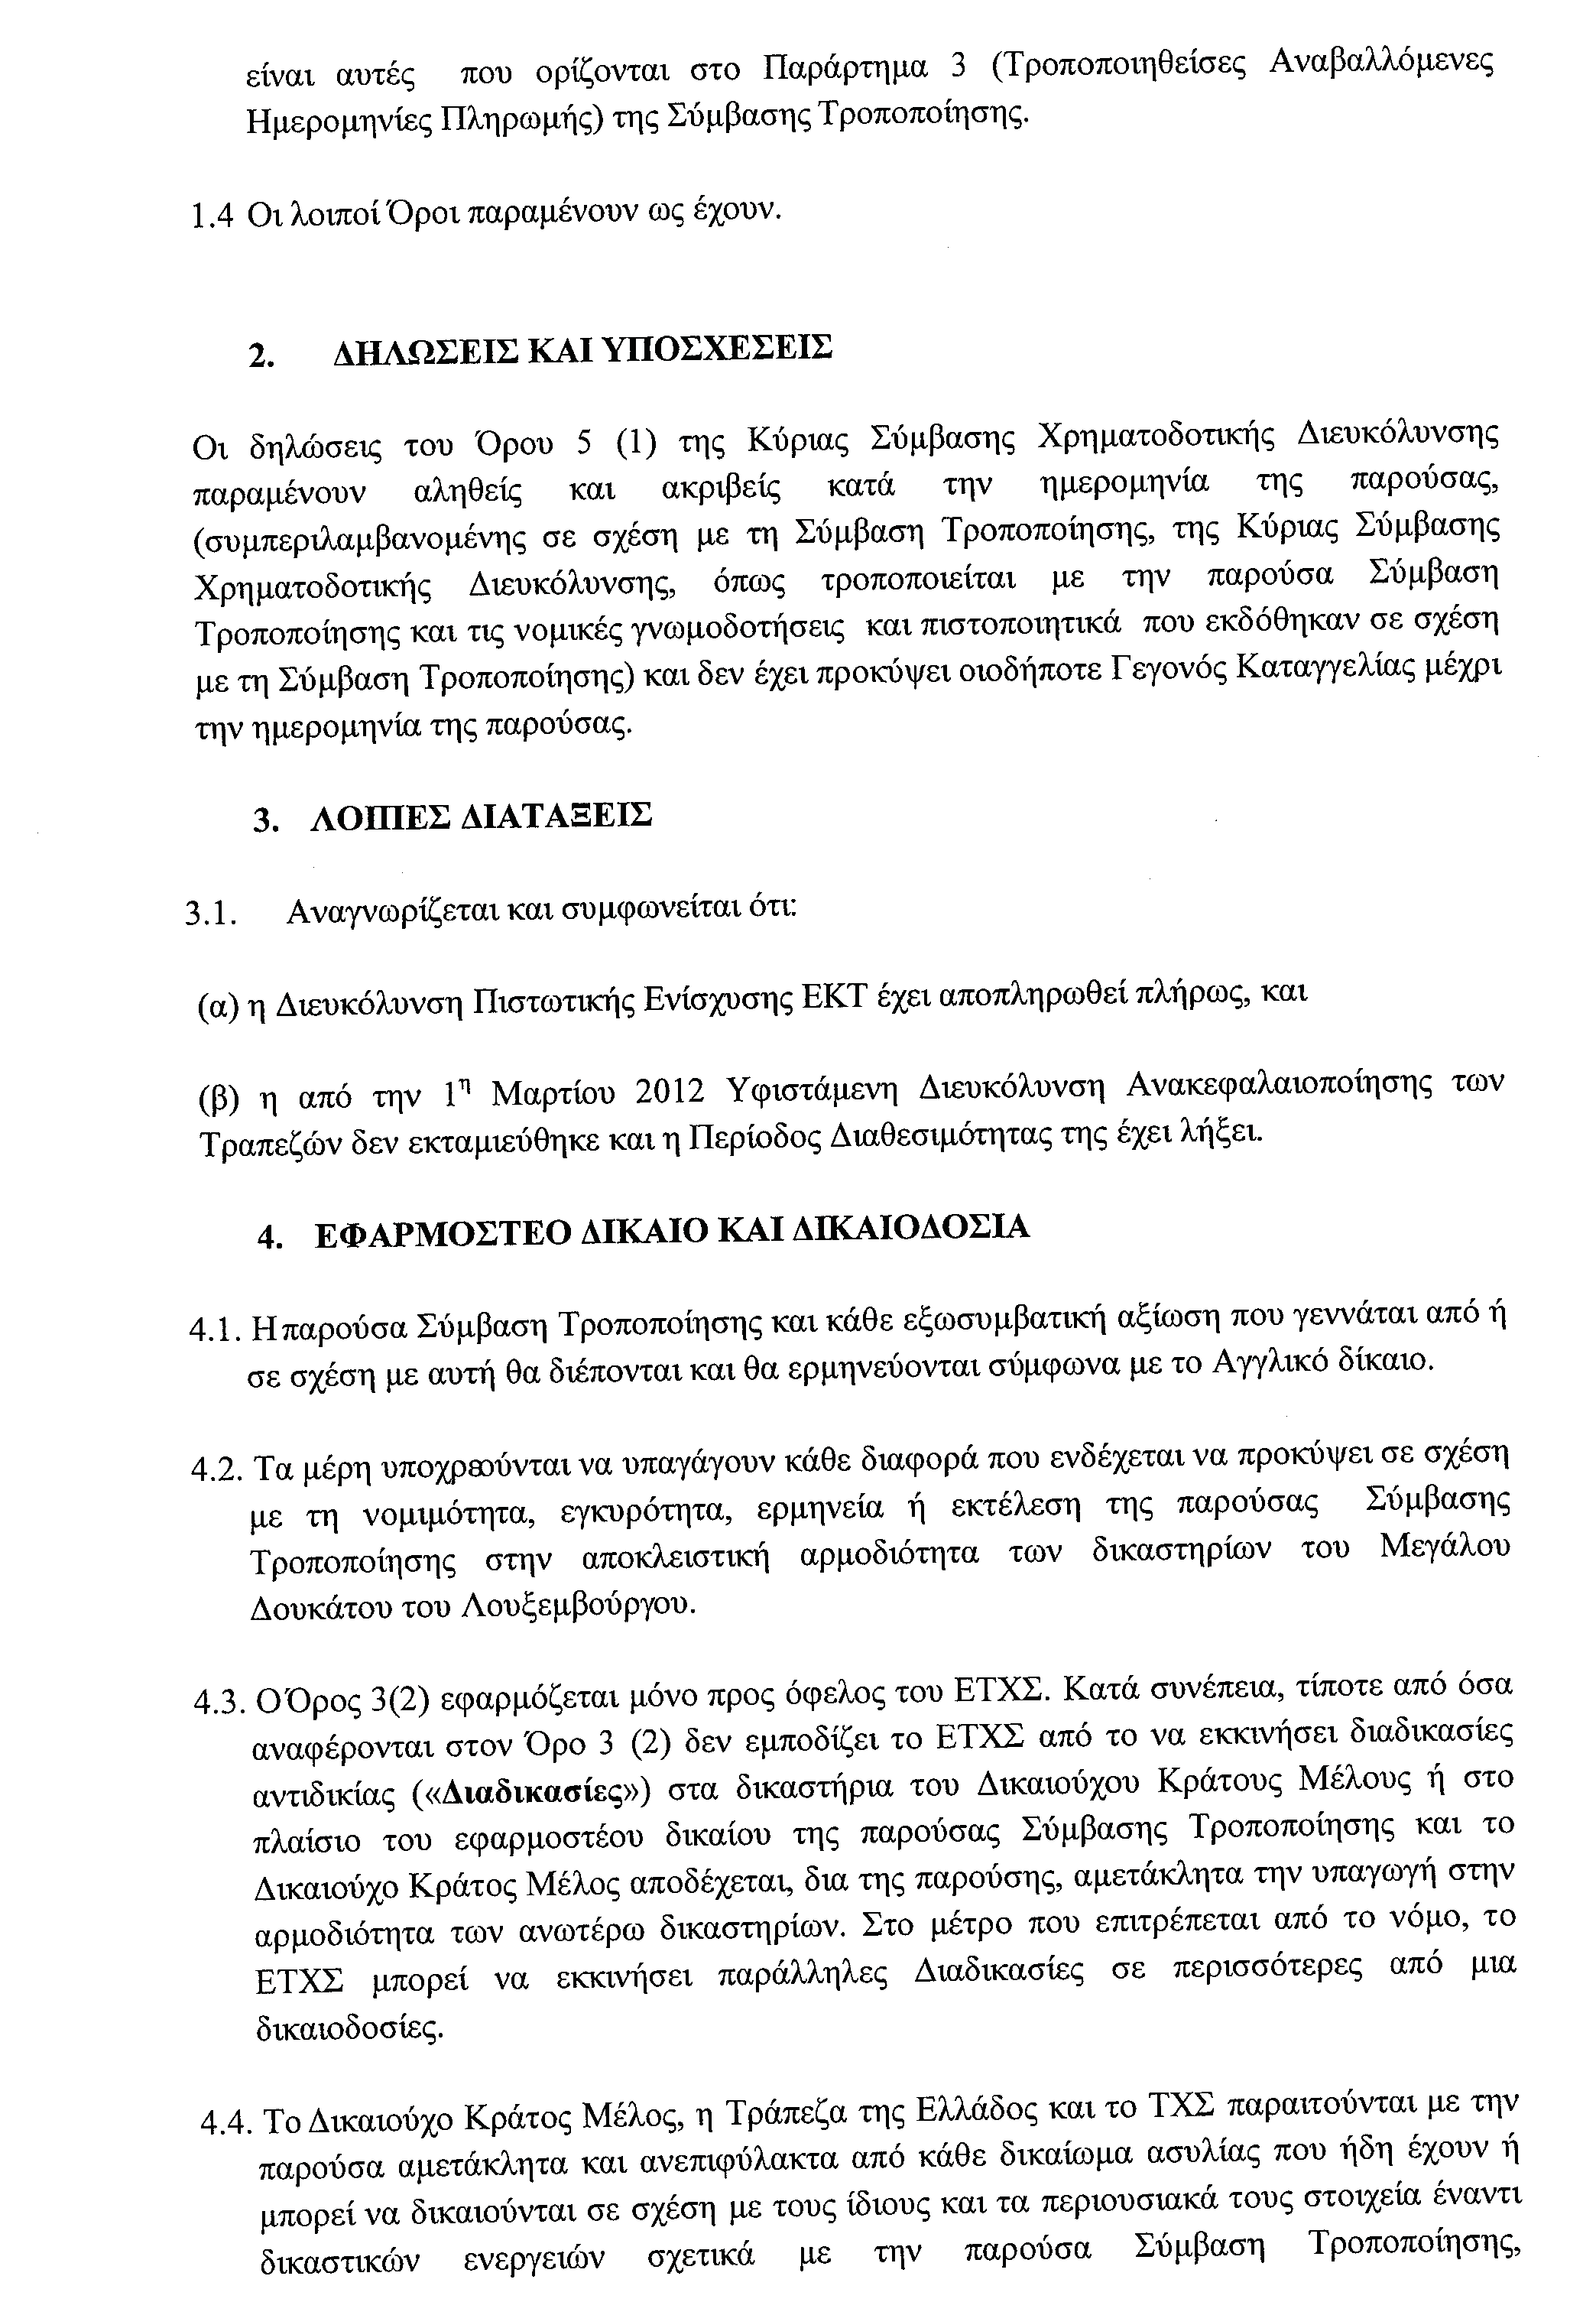 είναι αυτές που ορίζονται στο Παράρτημα 3 (Τροποποιηθείσες Αναβαλλόμενες
Ημερομηνίες Πληρωμής) της Σύμβασης Τροποποίησης.
1.4 Οι λοιποί Όροι παραμένουν ως έχουν.
2. ΔΗΛΩΣΕΙΣ ΚΑΙ ΥΠΟΣΧΕΣΕΙΣ
Οι δηλώσεις του Όρου 5 (1) της Κύριας Σύμβασης Χρηματοδοτικής Διευκόλυνσης
παραμένουν αληθείς και ακριβείς κατά την ημερομηνία της παρούσας,
(συμπεριλαμβανομένης σε σχέση με τη Σύμβαση Τροποποίησης, της Κύριας Σύμβασης
Χρηματοδοτικής Διευκόλυνσης, όπως τροποποιείται με την παρούσα Σύμβαση
Τροποποίησης και τις νομικές γνωμοδοτήσεις και πιστοποιητικά που εκδόθηκαν σε σχέση
με τη Σύμβαση Τροποποίησης) και δεν έχει προκύψει οιοδήποτε Γεγονός Καταγγελίας μέχρι
την ημερομηνία της παρούσας.
3. ΛΟΙΠΕΣ ΔΙΑΤΑΞΕΙΣ
3.1. Αναγνωρίζεται και συμφωνείται ότι:
(α) η Διευκόλυνση Πιστωτικής Ενίσχυσης ΕΚΤ έχει αποπληρωθεί πλήρως, και
(β) η από την 1η Μαρτίου 2012 Υφιστάμενη Διευκόλυνση Ανακεφαλαιοποίησης των
Τραπεζών δεν εκταμιεύθηκε και η Περίοδος Διαθεσιμότητας της έχει λήξει.
4. ΕΦΑΡΜΟΣΤΕΟ ΔΙΚΑΙΟ ΚΑΙ ΔΙΚΑΙΟΔΟΣΙΑ
4.1. Η παρούσα Σύμβαση Τροποποίησης και κάθε εξωσυμβατική αξίωση που γεννάται από ή
σε σχέση με αυτή θα διέπονται και θα ερμηνεύονται σύμφωνα με το Αγγλικό δίκαιο.
4.2. Τα μέρη υποχρεούνται να υπαγάγουν κάθε διαφορά που ενδέχεται να προκύψει σε σχέση
με τη νομιμότητα, εγκυρότητα, ερμηνεία ή εκτέλεση της παρούσας Σύμβασης
Τροποποίησης στην αποκλειστική αρμοδιότητα των δικαστηρίων του Μεγάλου
Δουκάτου του Λουξεμβούργου.
4.3. Ο Όρος 3(2) εφαρμόζεται μόνο προς όφελος του ΕΤΧΣ. Κατά συνέπεια, τίποτε από όσα
αναφέρονται στον Όρο 3 (2) δεν εμποδίζει το ΕΤΧΣ από το να εκκινήσει διαδικασίες
αντιδικίας («Διαδικασίες») στα δικαστήρια του Δικαιούχου Κράτους Μέλους ή στο
πλαίσιο του εφαρμοστέου δικαίου της παρούσας Σύμβασης Τροποποίησης και το
Δικαιούχο Κράτος Μέλος αποδέχεται, δια της παρούσης, αμετάκλητα την υπαγωγή στην
αρμοδιότητα των ανωτέρω δικαστηρίων. Στο μέτρο που επιτρέπεται από το νόμο, το
ΕΤΧΣ μπορεί να εκκινήσει παράλληλες Διαδικασίες σε περισσότερες από μια
δικαιοδοσίες.
4.4. Το Δικαιούχο Κράτος Μέλος, η Τράπεζα της Ελλάδος και το ΤΧΣ παραιτούνται με την
παρούσα αμετάκλητα και ανεπιφύλακτα από κάθε δικαίωμα ασυλίας που ήδη έχουν ή
μπορεί να δικαιούνται σε σχέση με τους ίδιους και τα περιουσιακά τους στοιχεία έναντι
δικαστικών ενεργειών σχετικά με την παρούσα Σύμβαση Τροποποίησης,